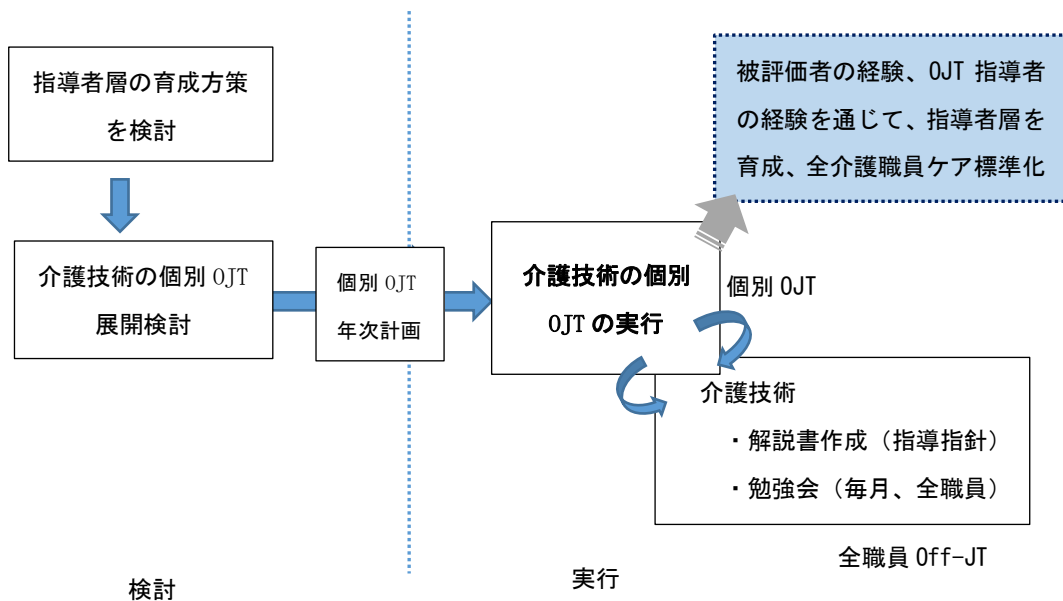 指導者層の育成方策
を検討
介護技術の個別 OJT
展開検討
個別 OJT
年次計画
検討
被評価者の経験、OJT 指導者
の経験を通じて、指導者層を
育成、全介護職員ケア標準化
介護技術の個別
OJT の実行
個別 OJT
介護技術
・解説書作成（指導指針）
・勉強会（毎月、全職員）
全職員 Off-JT
実行